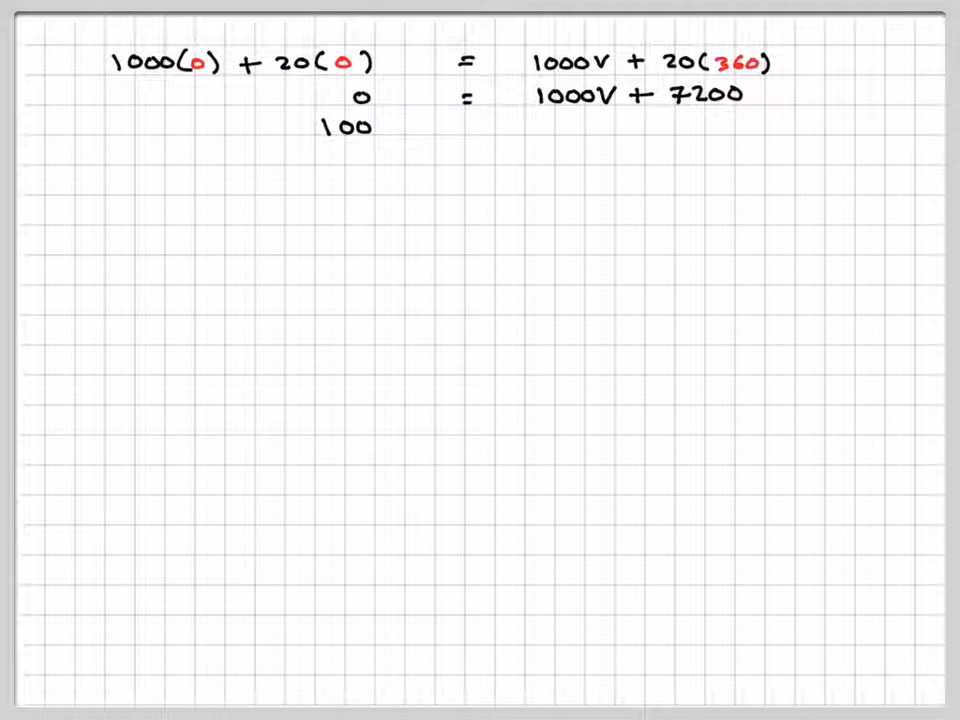 1000(0) + 20(0) = 1000V + 20(360)
0 = 1000V + 7200
100